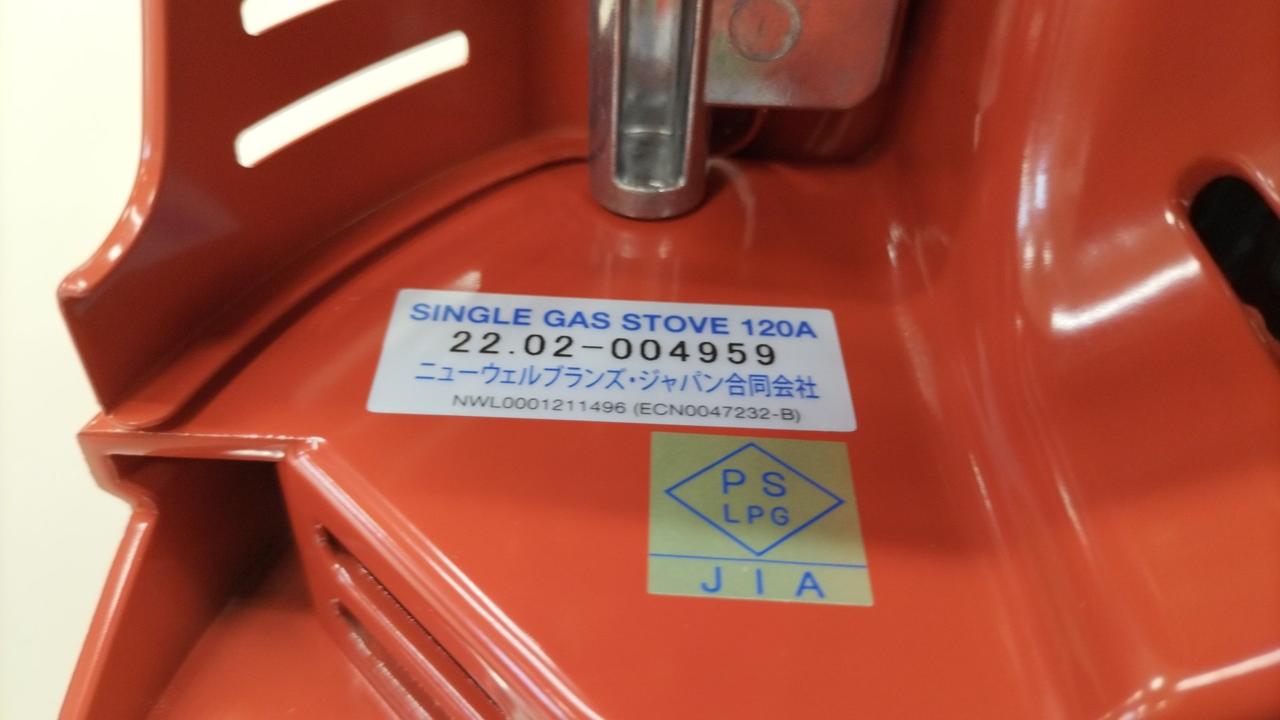 SINGLE GAS STOVE 120A
22.02-004959
ニューウェルブランズ・ジャパン合同会社
NWL0001211496 (ECN0047232-B)
PS
LPG
JIA